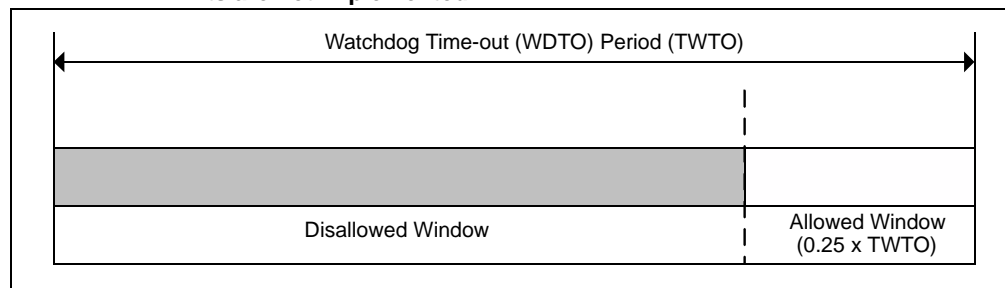 Watchdog Time-out (WDTO) Period (TWTO)
Disallowed Window
Allowed Window
(0.25 x TWTO)